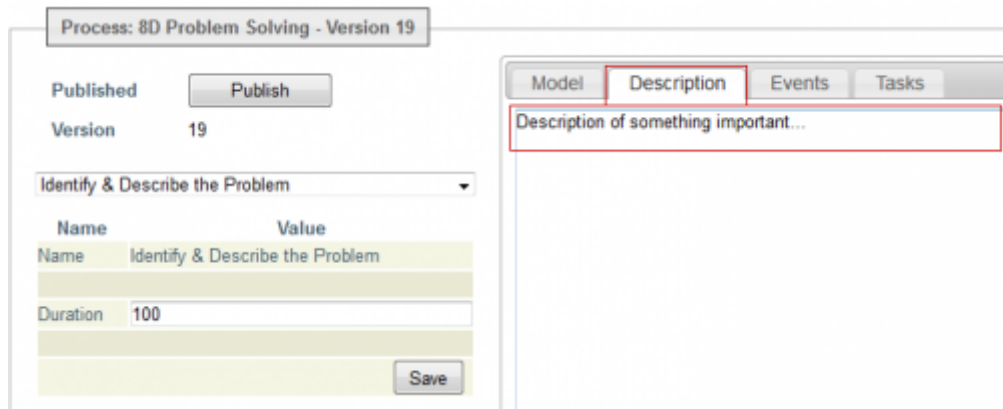 Process: 8D Problem Solving - Version 19
Published
Publish
Version
19
Identify & Describe the Problem
Name
Value
Name
Identify & Describe the Problem
Duration
100
Save
Model
Description
Events
Tasks
Description of something important...